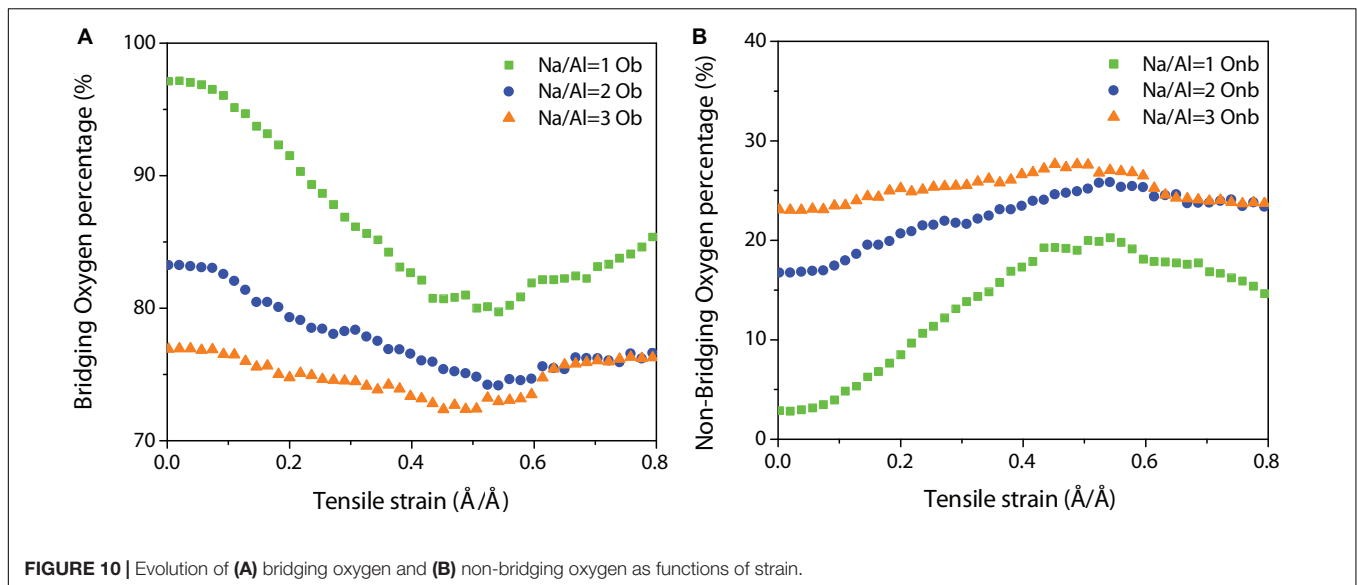 A
Bridging Oxygen percentage (%
100
90
80
70
Na/Al=1 Ob
Na/Al=2 Ob
Na/Al=3 Ob
0.0 0.2 0.4 0.6 0.8
Tensile strain (Å/Å)
B
Non-Bridging Oxygen percentage (%)
40
30
20
10
0
Na/Al=1 Onb
Na/Al=2 Onb
Na/Al=3 Onb
0.0 0.2 0.4 0.6 0.8
Tensile strain (Å/Å)
FIGURE 10 | Evolution of (A) bridging oxygen and (B) non-bridging oxygen as functions of strain.